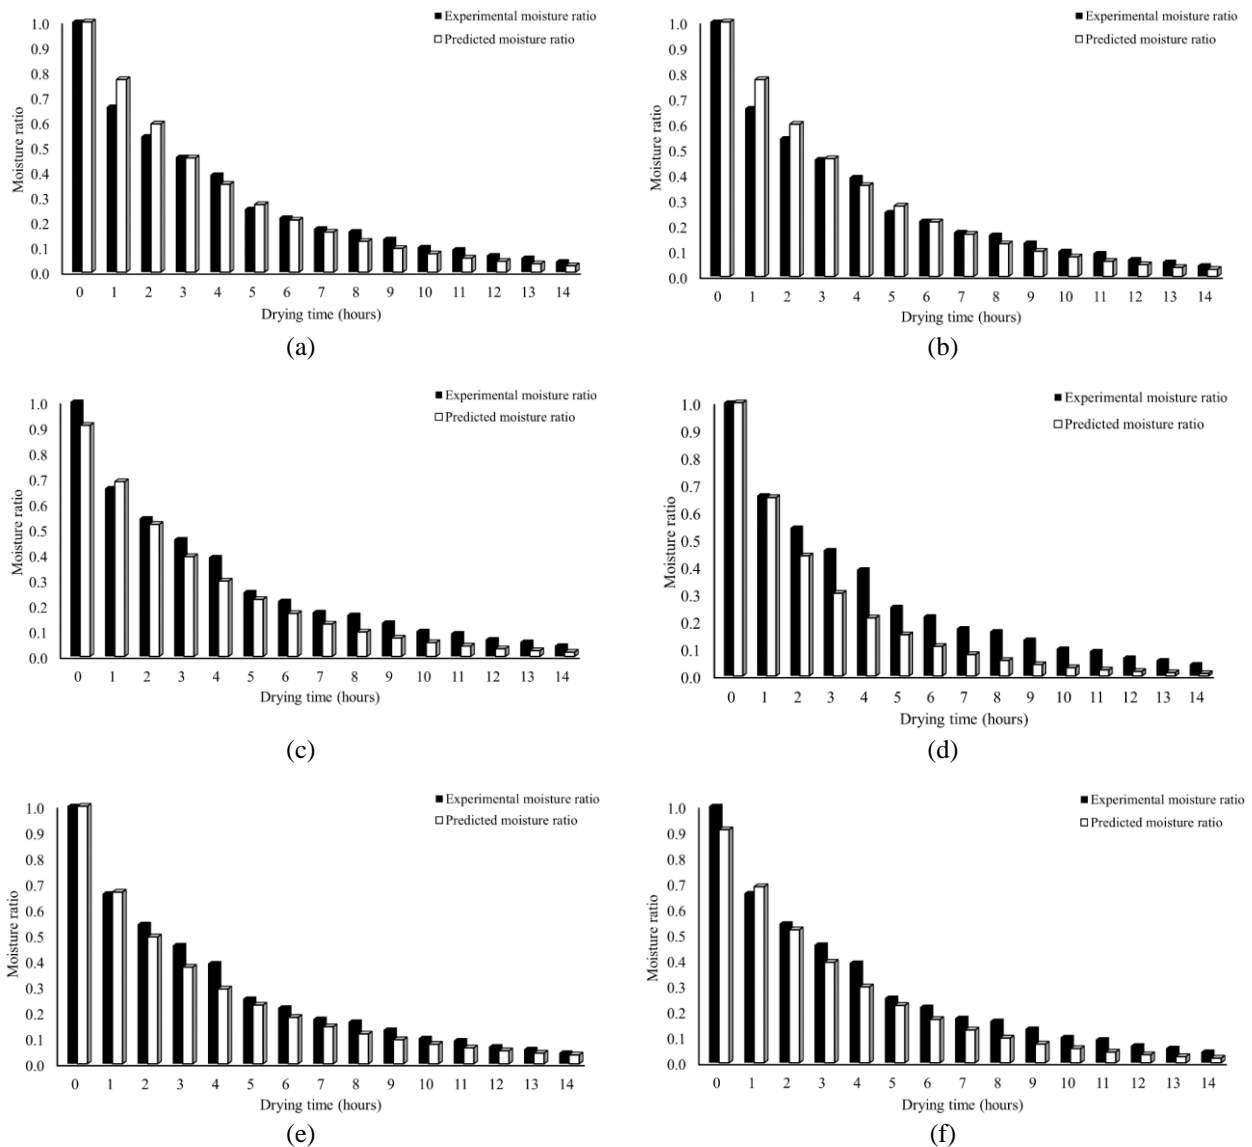 Experimental moisture ratio
Predicted moisture ratio
Moisture ratio
1.0
0.9
0.8
0.7
0.6
0.5
0.4
0.3
0.2
0.1
0.0
0 1 2 3 4 5 6 7 8 9 10 11 12 13 14
Drying time (hours)
(a)
Experimental moisture ratio
Predicted moisture ratio
Moisture ratio
1.0
0.9
0.8
0.7
0.6
0.5
0.4
0.3
0.2
0.1
0.0
0 1 2 3 4 5 6 7 8 9 10 11 12 13 14
Drying time (hours)
(b)
Experimental moisture ratio
Predicted moisture ratio
Moisture ratio
1.0
0.9
0.8
0.7
0.6
0.5
0.4
0.3
0.2
0.1
0.0
0 1 2 3 4 5 6 7 8 9 10 11 12 13 14
Drying time (hours)
(c)
Experimental moisture ratio
Predicted moisture ratio
Moisture ratio
1.0
0.9
0.8
0.7
0.6
0.5
0.4
0.3
0.2
0.1
0.0
0 1 2 3 4 5 6 7 8 9 10 11 12 13 14
Drying time (hours)
(d)
Experimental moisture ratio
Predicted moisture ratio
Moisture ratio
1.0
0.9
0.8
0.7
0.6
0.5
0.4
0.3
0.2
0.1
0.0
0 1 2 3 4 5 6 7 8 9 10 11 12 13 14
Drying time (hours)
(e)
Experimental moisture ratio
Predicted moisture ratio
Moisture ratio
1.0
0.9
0.8
0.7
0.6
0.5
0.4
0.3
0.2
0.1
0.0
0 1 2 3 4 5 6 7 8 9 10 11 12 13 14
Drying time (hours)
(f)